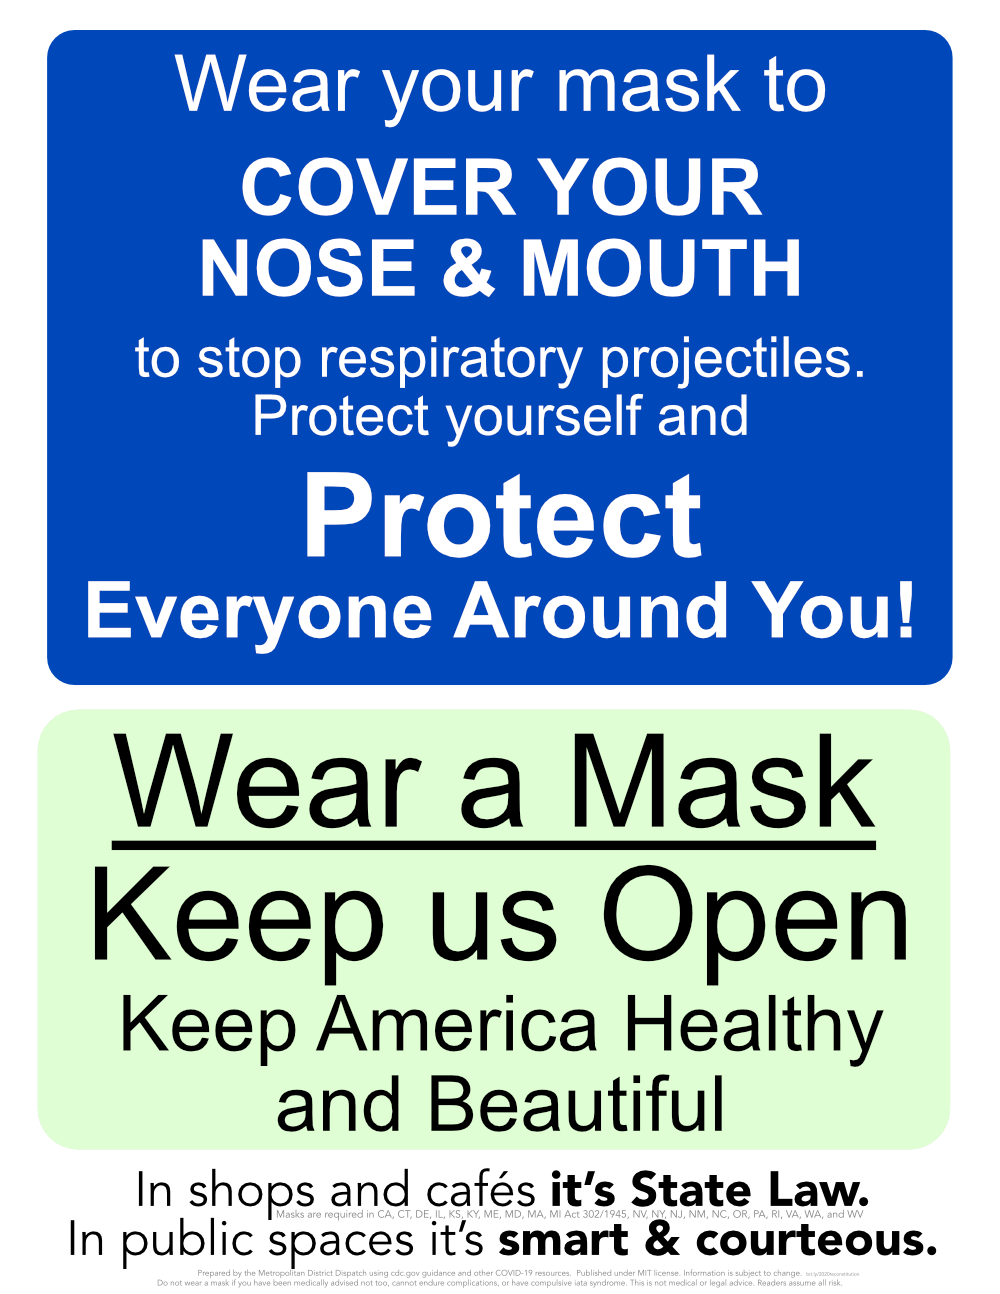 Wear your mask to
COVER YOUR
NOSE & MOUTH
to stop respiratory projectiles.
Protect yourself and
Protect
Everyone Around You!
Wear a Mask
Keep us Open
Keep America Healthy
and Beautiful
In shops and cafés it's State Law.
Masks are required in CA, CT, DE, IL, KS, KY, ME, MD, MA, MI Act 302/1945, NV, NY, NJ, NM, NC, OR, PA, RI, VA, WA, and WV
In public spaces it's smart & courteous.
Prepared by the Metropolitan District Dispatch using cdc.gov guidance and other COVID-19 resources. Published under MIT license. Information is subject to change.
Do not wear a mask if you have been medically advised not too, cannot endure complications, or have compulsive iata syndrome. This is not medical or legal advice. Readers assume all risk.